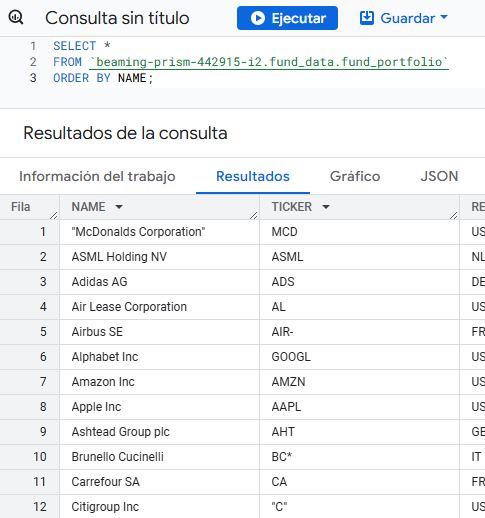 Consulta sin título Ejecutar Guardar
1 SELECT *
2 FROM `beaming-prism-442915-i2.fund_data.fund_portfolio`
3 ORDER BY NAME;
Resultados de la consulta
Información del trabajo Resultados Gráfico JSON
Fila NAME TICKER RE
1 "McDonalds Corporation" MCD US
2 ASML Holding NV ASML NL
3 Adidas AG ADS DE
4 Air Lease Corporation AL US
5 Airbus SE AIR- FR
6 Alphabet Inc GOOGL US
7 Amazon Inc AMZN US
8 Apple Inc AAPL US
9 Ashtead Group plc AHT GE
10 Brunello Cucinelli BC* IT
11 Carrefour SA CA FR
12 Citigroup Inc "C" US